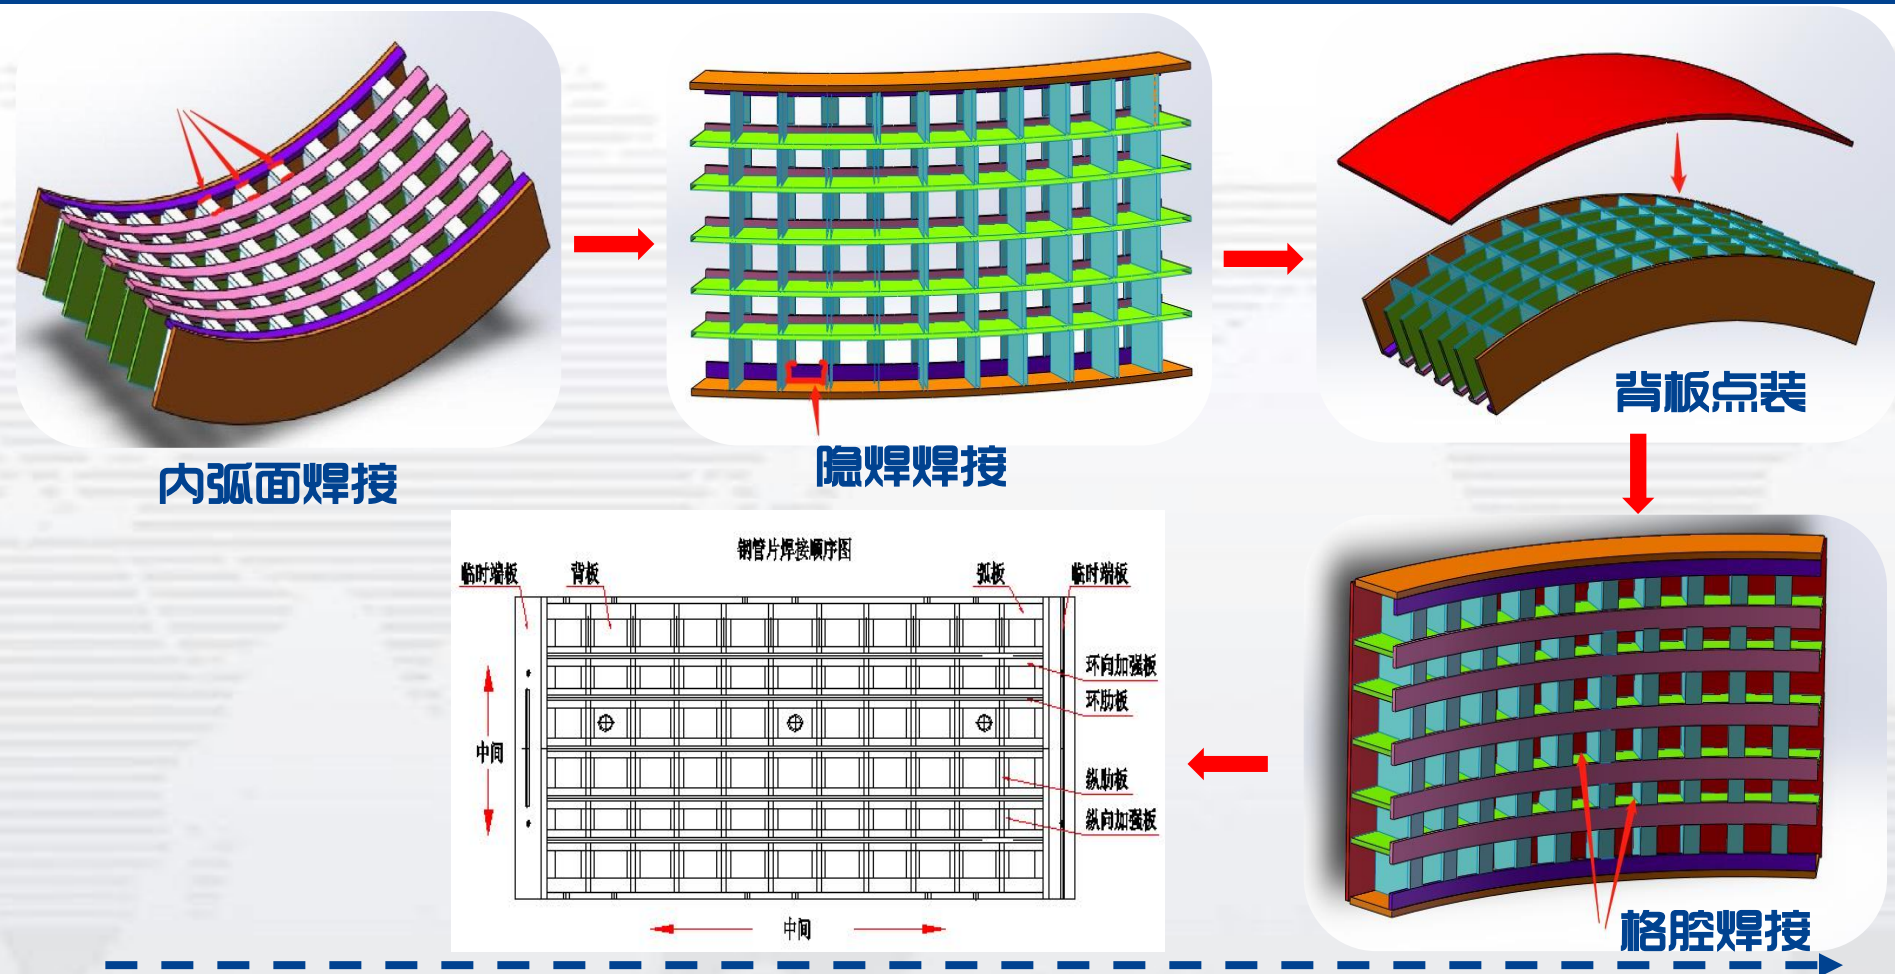 内弧面焊接
隐焊焊接
背板点装
格腔焊接
钢管片焊接顺序图
临时端板
背板
弧板
临时端板
环向加强板
环肋板
纵肋板
纵向加强板
中间
中间